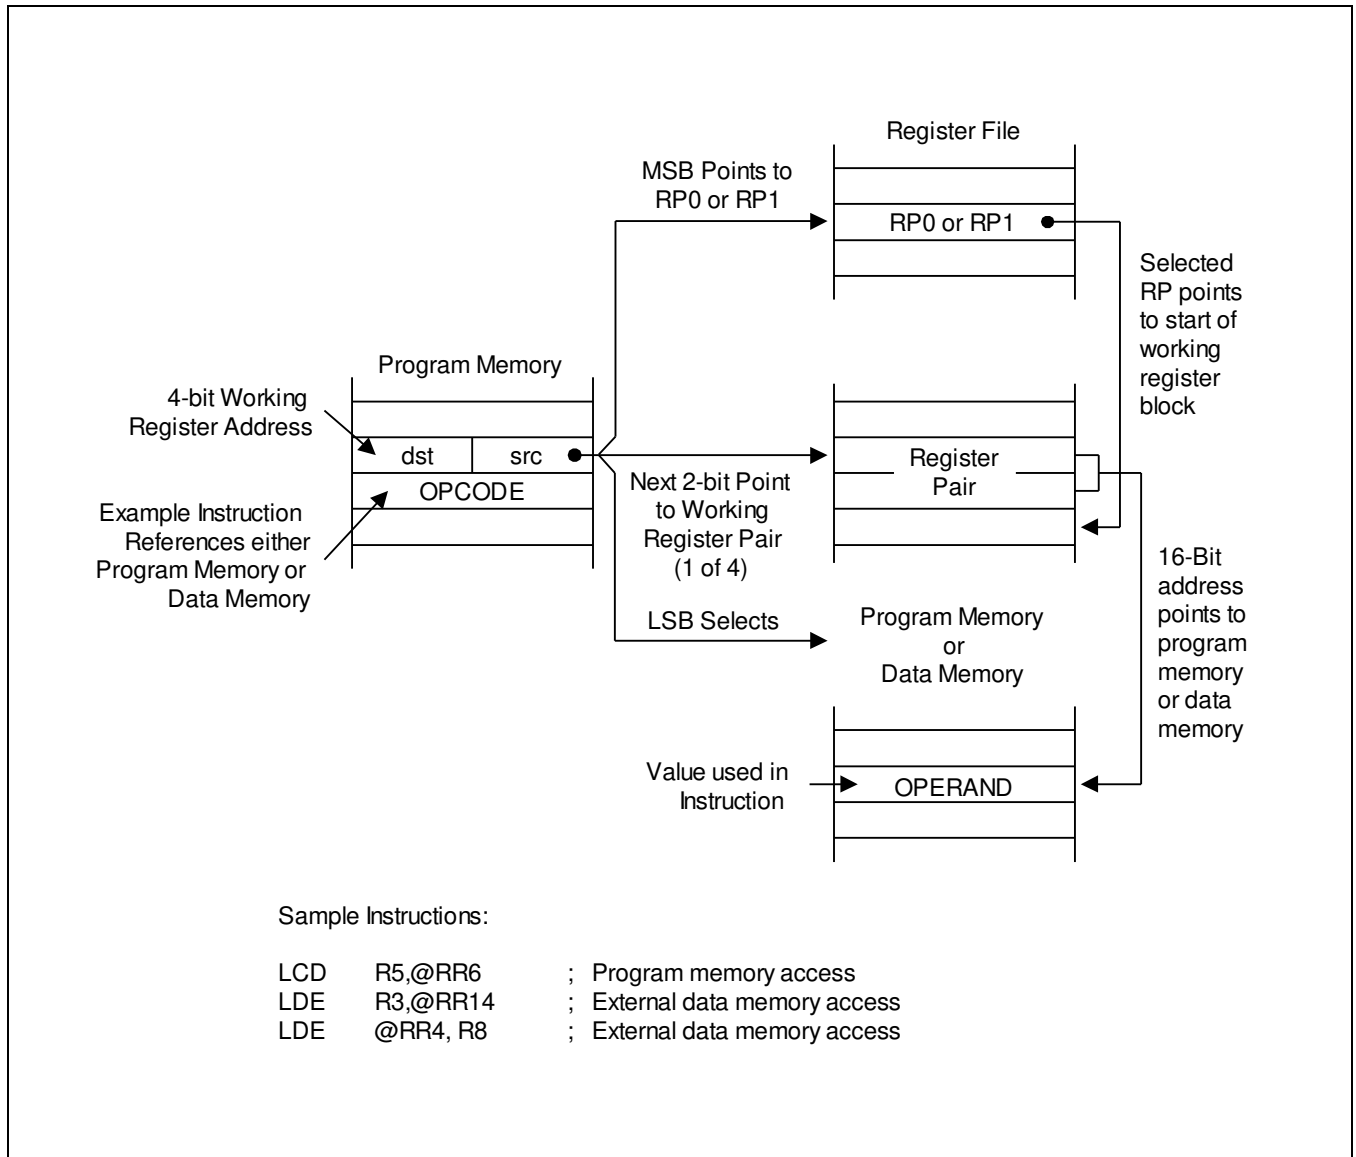 Register File
MSB Points to
RP0 or RP1
RP0 or RP1
Selected
RP points
to start of
working
register
block
Program Memory
4-bit Working
Register Address
dst src
OPCODE
Example Instruction
References either
Program Memory or
Data Memory
Next 2-bit Point
to Working
Register Pair
(1 of 4)
Register
Pair
LSB Selects
Program Memory
or
Data Memory
16-Bit
address
points to
program
memory
or data
memory
Value used in
Instruction
OPERAND
Sample Instructions:
LCD R5,@RR6 ; Program memory access
LDE R3,@RR14 ; External data memory access
LDE @RR4, R8 ; External data memory access